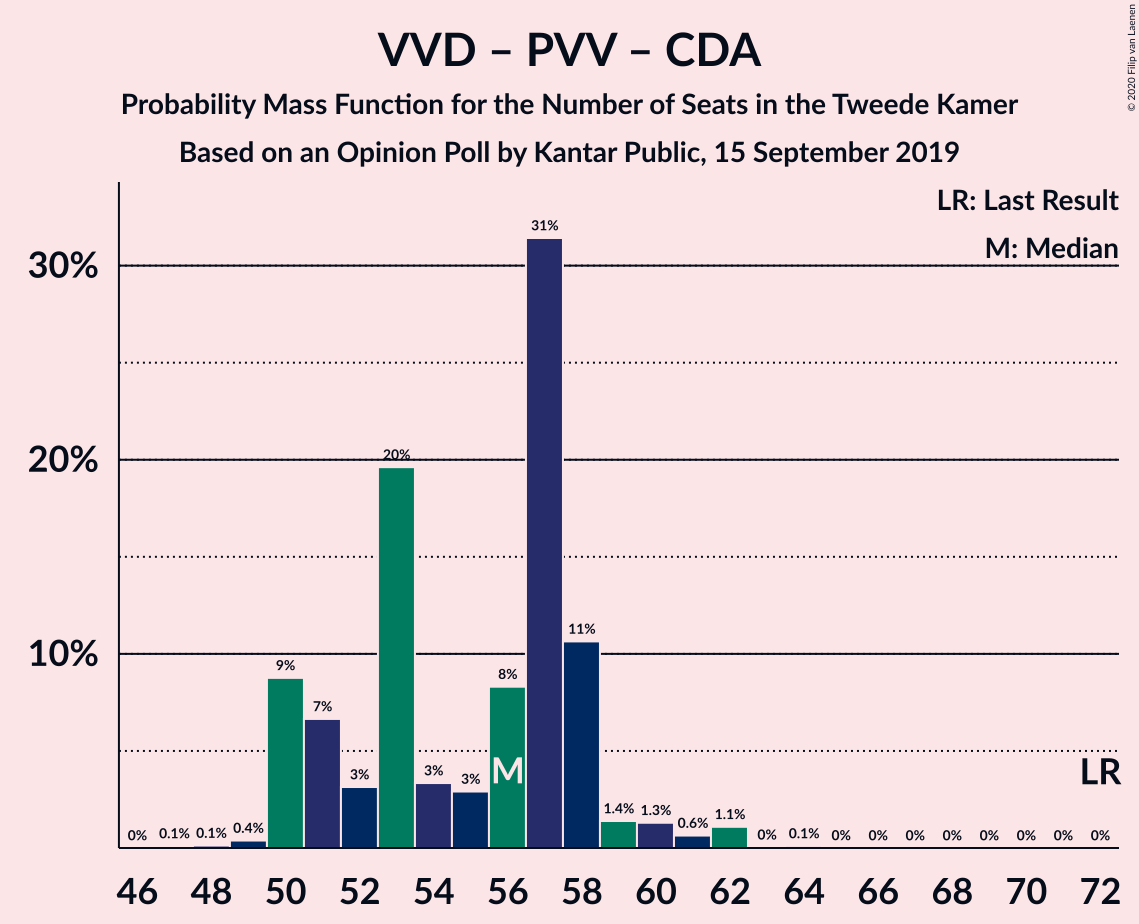 VVD – PVV – CDA
Probability Mass Function for the Number of Seats in the Tweede Kamer
Based on an Opinion Poll by Kantar Public, 15 September 2019
© 2020 Filip van Laenen
LR: Last Result
M: Median
30%
20%
10%
0% 0.1% 0.1% 0.4% 9% 7% 3% 20% 3% 3% 8% 31% 11% 1.4% 1.3% 0.6% 1.1% 0% 0.1% 0% 0% 0% 0% 0% 0% 0% 0%
M
LR
46 48 50 52 54 56 58 60 62 64 66 68 70 72